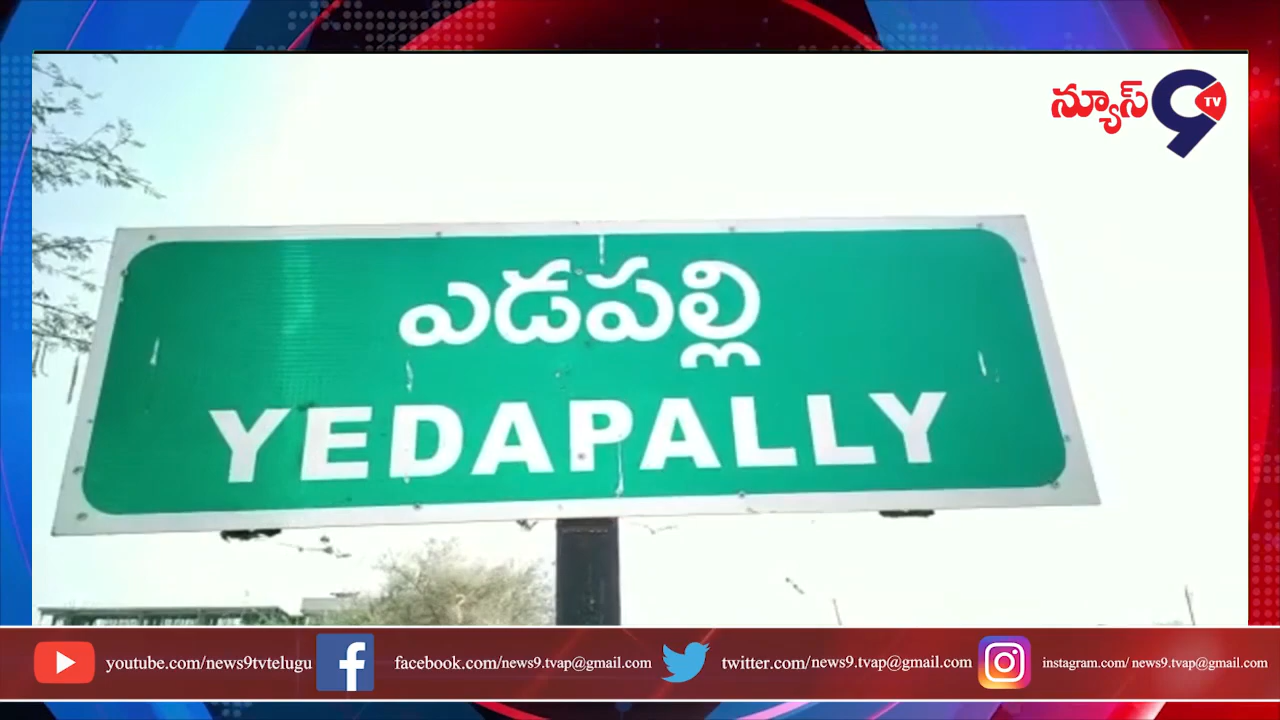 న్యూస్ 9 TV
ఎడపల్లి
YEDAPALLY
youtube.com/news9tvtelugu
facebook.com/news9.tvap@gmail.com
twitter.com/news9.tvap@gmail.com
instagram.com/ news9.tvap@gmail.com